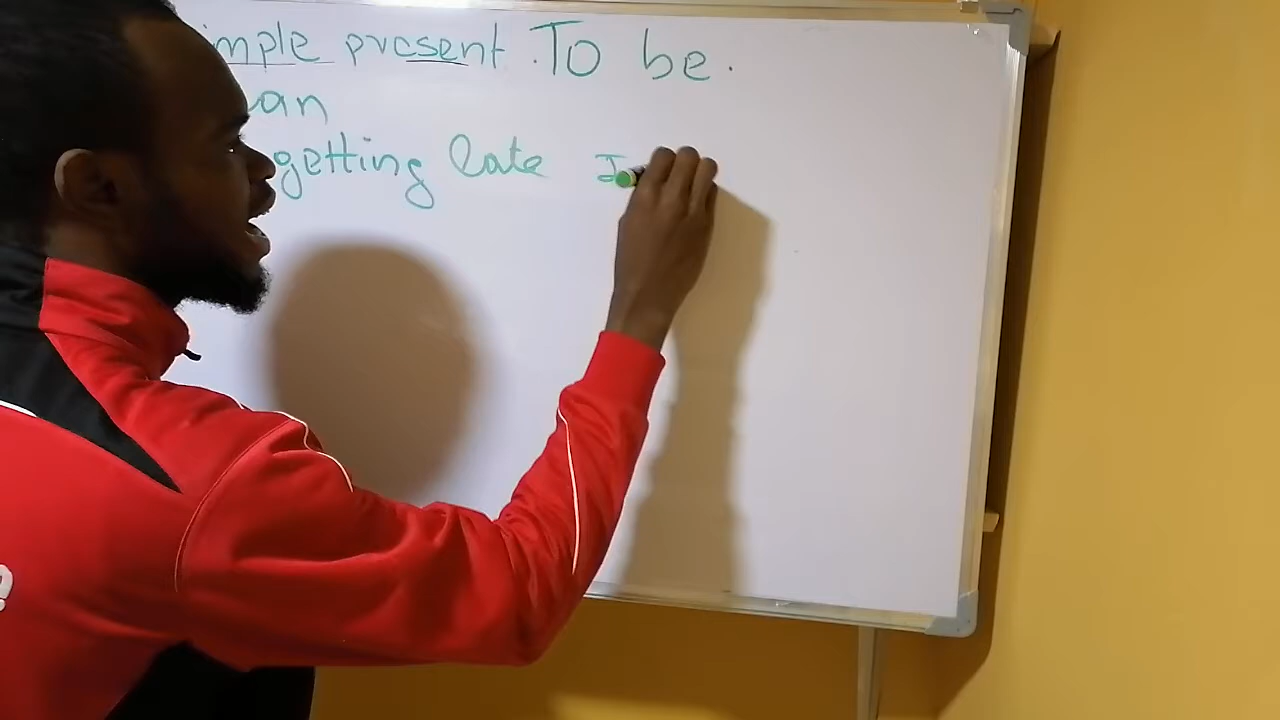 imple present. To be.
an
getting late I